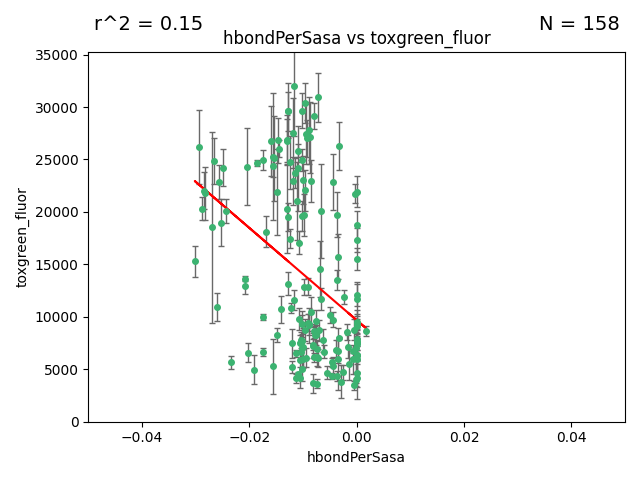 r^2 = 0.15
N = 158
hbondPerSasa vs toxgreen_fluor
35000
30000
25000
20000
15000
10000
5000
0
toxgreen_fluor
−0.04
−0.02
0.00
0.02
0.04
hbondPerSasa